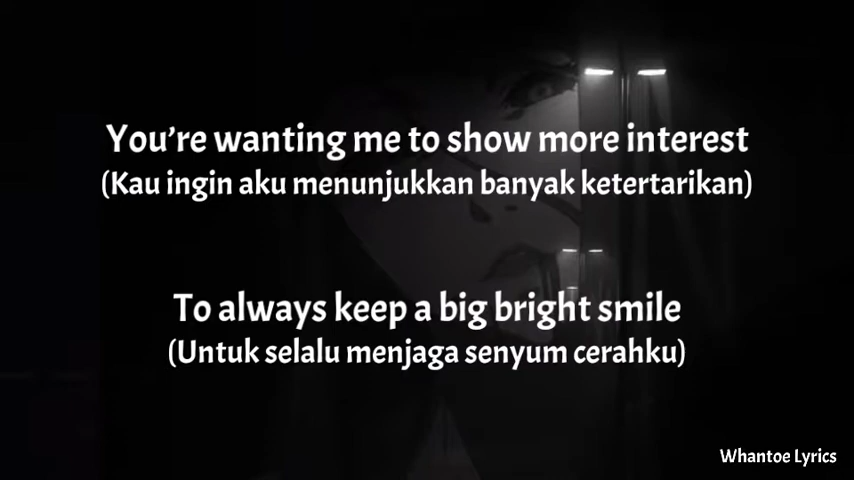 You’re wanting me to show more interest
(Kau ingin aku menunjukkan banyak ketertarikan)
To always keep a big bright smile
(Untuk selalu menjaga senyum cerahku)
Whantoe Lyrics